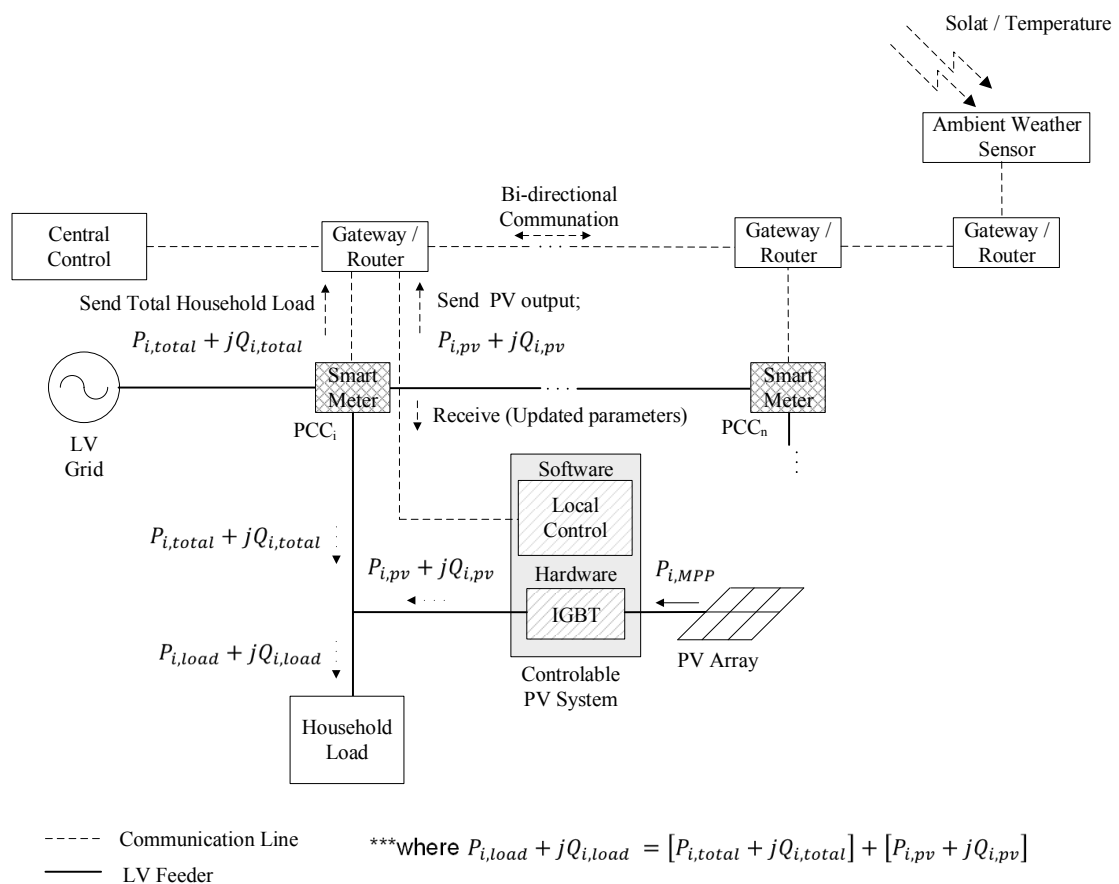 Solat / Temperature
Ambient Weather
Sensor
Bi-directional
Communation
. . .
Central
Control
Gateway /
Router
Gateway /
Router
Gateway /
Router
Send Total Household Load
Send PV output;
P_{i,total} + jQ_{i,total}
P_{i,pv} + jQ_{i,pv}
Smart
Meter
. . .
Smart
Meter
LV
Grid
PCC_i
Receive (Updated parameters)
PCC_n
Software
Local
Control
P_{i,total} + jQ_{i,total}
P_{i,pv} + jQ_{i,pv}
Hardware
IGBT
P_{i,MPP}
PV Array
P_{i,load} + jQ_{i,load}
Controlable
PV System
Household
Load
Communication Line
***where P_{i,load} + jQ_{i,load} = [P_{i,total} + jQ_{i,total}] + [P_{i,pv} + jQ_{i,pv}]
LV Feeder